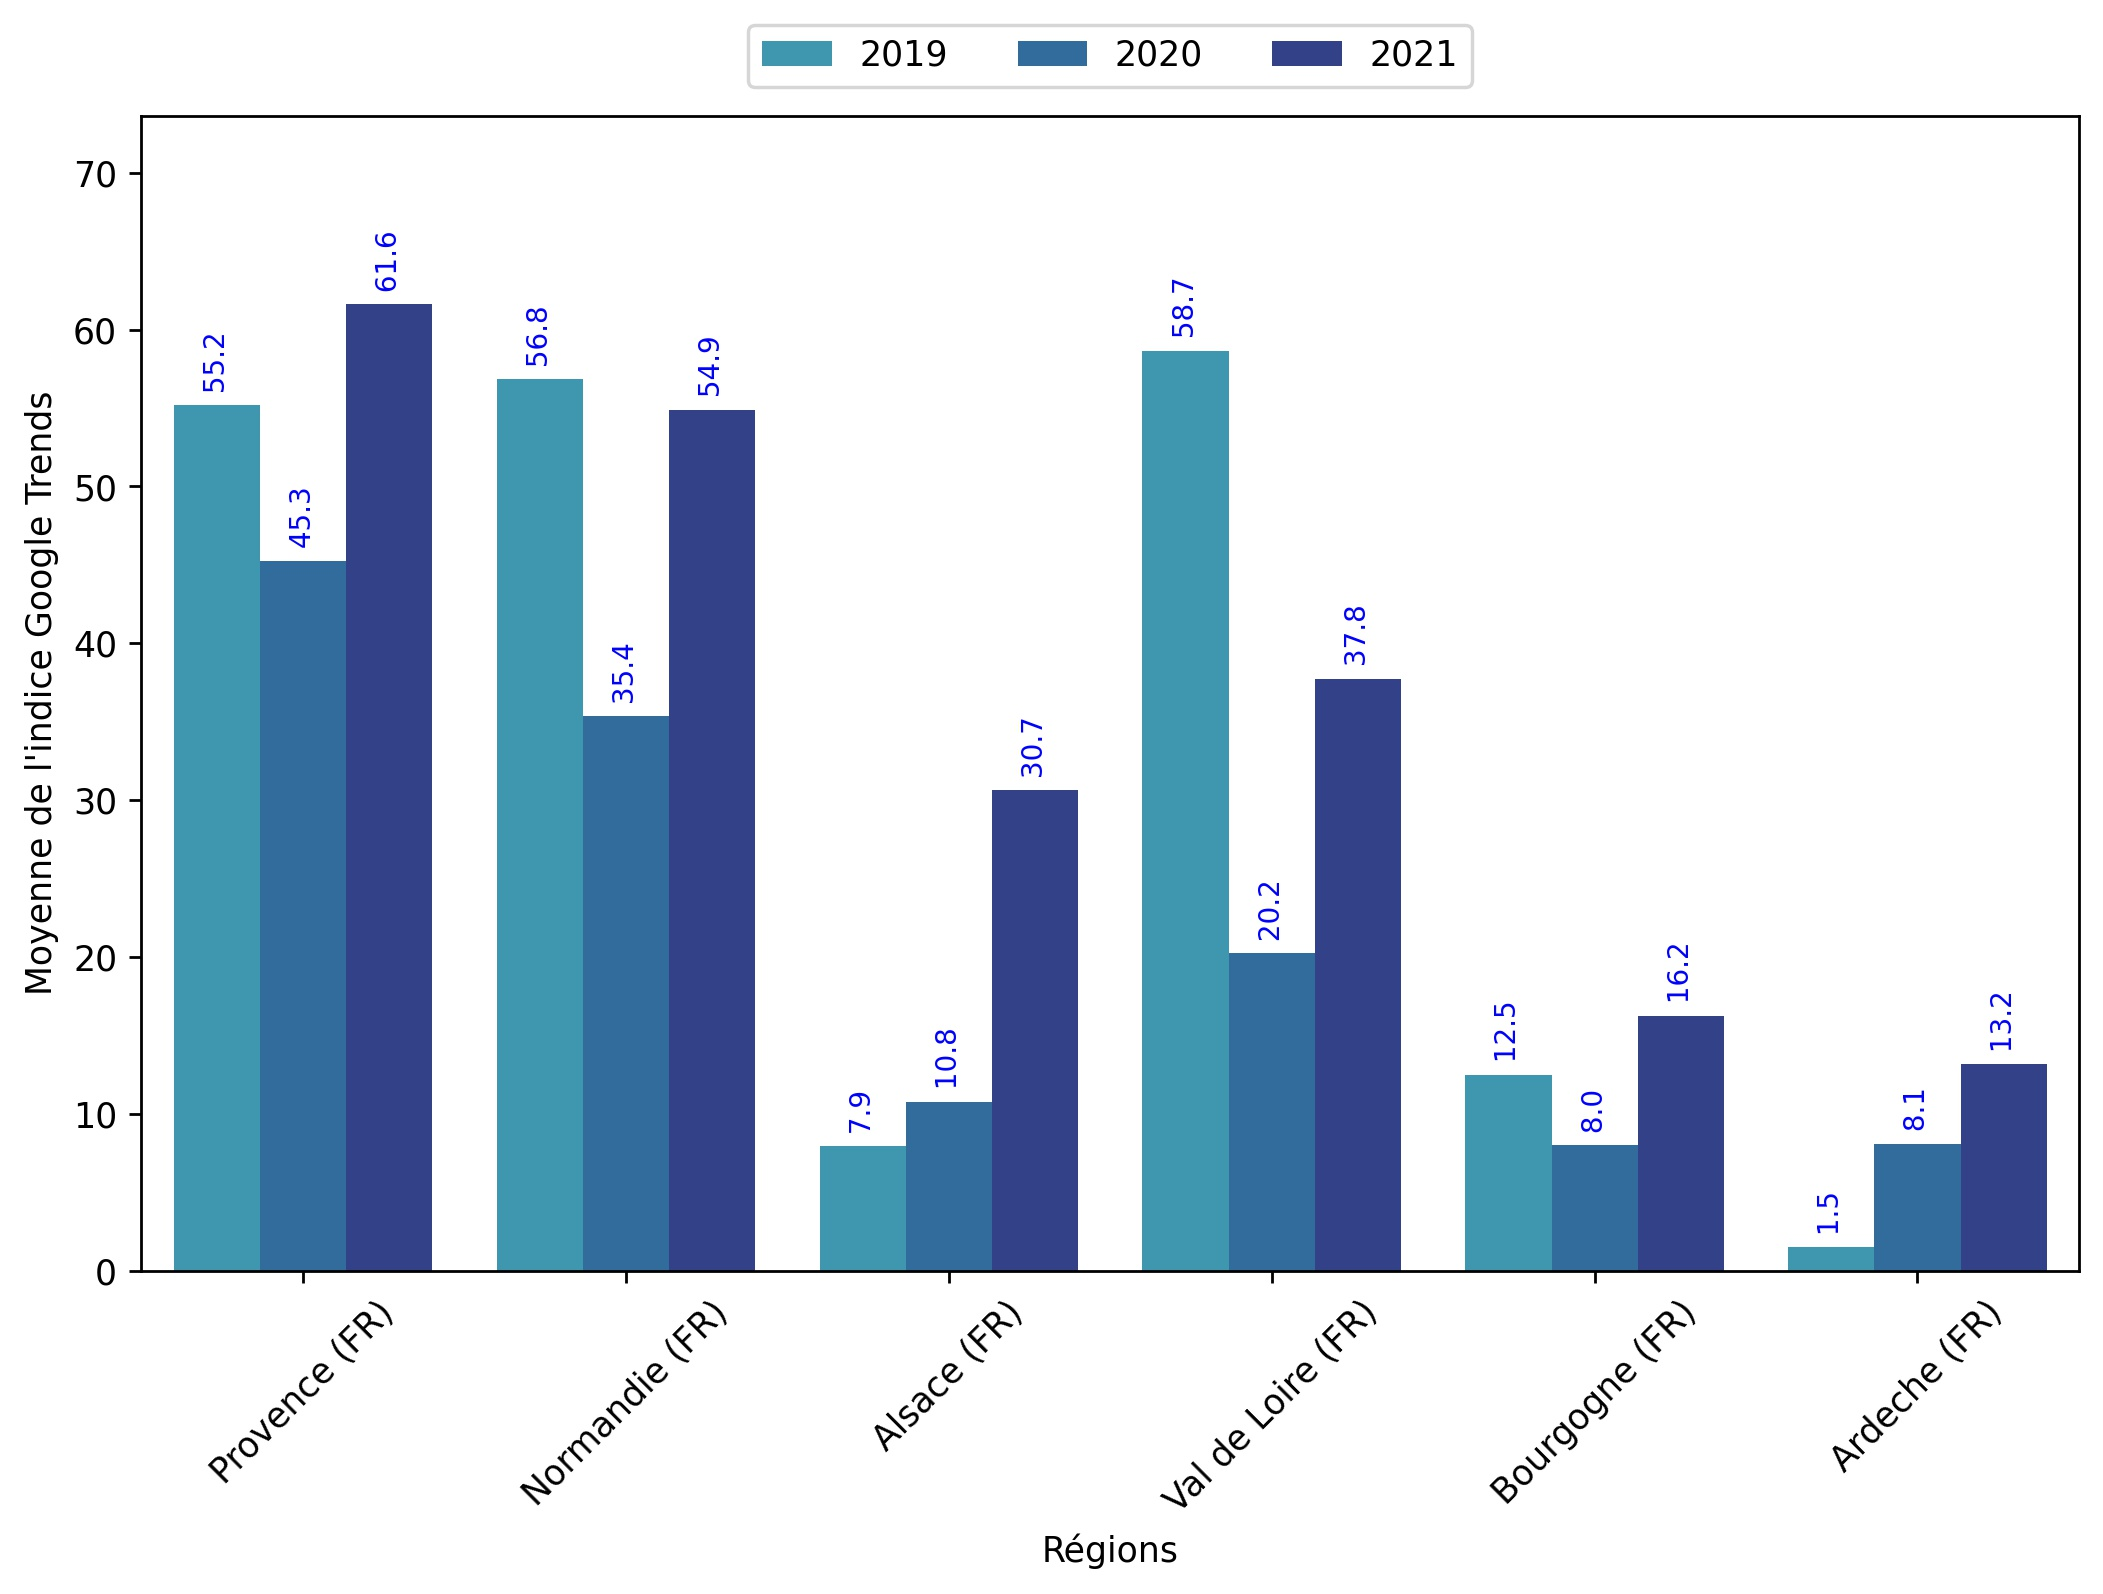 2019 2020 2021
70
60
50
40
30
20
10
0
Moyenne de l'indice Google Trends
55.2 45.3 61.6
56.8 35.4 54.9
7.9 10.8 30.7
58.7 20.2 37.8
12.5 8.0 16.2
1.5 8.1 13.2
Provence (FR)
Normandie (FR)
Alsace (FR)
Val de Loire (FR)
Bourgogne (FR)
Ardeche (FR)
Régions